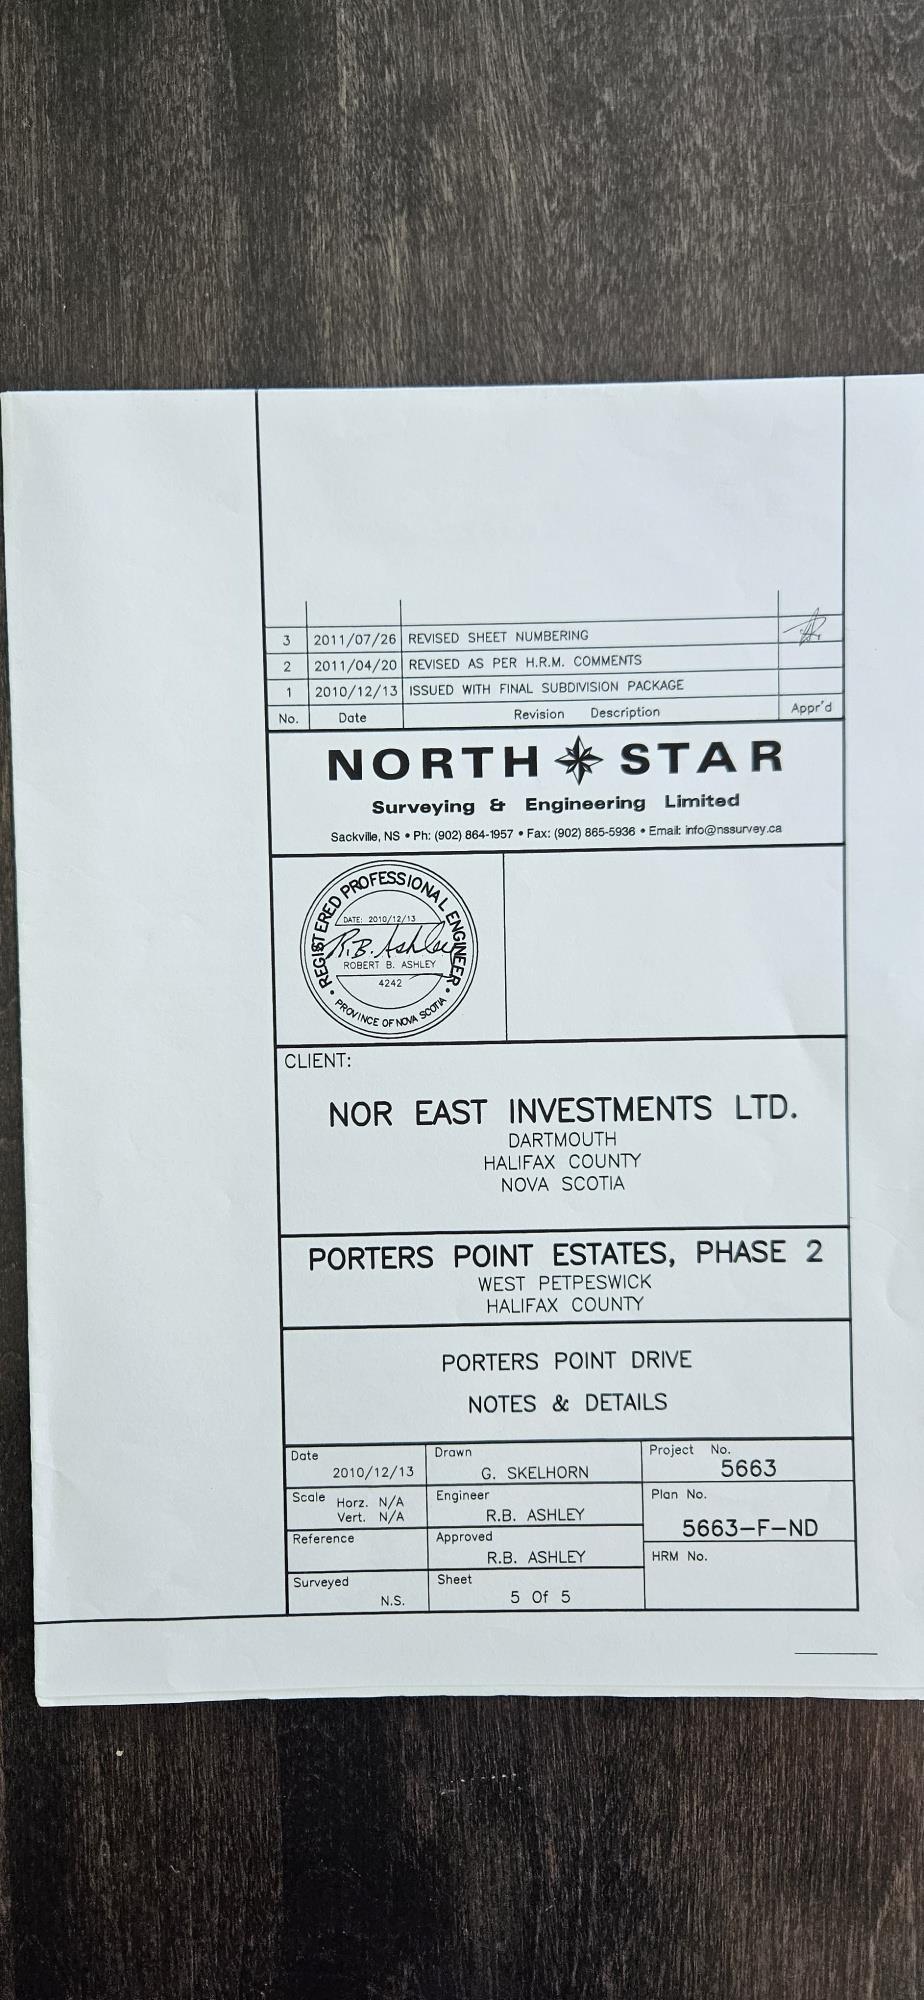 3 2011/07/26 REVISED SHEET NUMBERING
2 2011/04/20 REVISED AS PER H.R.M. COMMENTS
1 2010/12/13 ISSUED WITH FINAL SUBDIVISION PACKAGE
No. Date Revision Description Appr'd
NORTH STAR
Surveying & Engineering Limited
Sackville, NS • Ph: (902) 864-1957 • Fax: (902) 865-5936 • Email: info@nssurvey.ca
REGISTERED PROFESSIONAL ENGINEER
DATE: 2010/12/13
R.B. Ashley
ROBERT B. ASHLEY
4242
PROVINCE OF NOVA SCOTIA
CLIENT:
NOR EAST INVESTMENTS LTD.
DARTMOUTH
HALIFAX COUNTY
NOVA SCOTIA
PORTERS POINT ESTATES, PHASE 2
WEST PETPESWICK
HALIFAX COUNTY
PORTERS POINT DRIVE
NOTES & DETAILS
Date
2010/12/13
Drawn
G. SKELHORN
Project No.
5663
Scale Horz. N/A
Vert. N/A
Engineer
R.B. ASHLEY
Plan No.
5663-F-ND
Reference
Approved
R.B. ASHLEY
HRM No.
Surveyed
N.S.
Sheet
5 Of 5